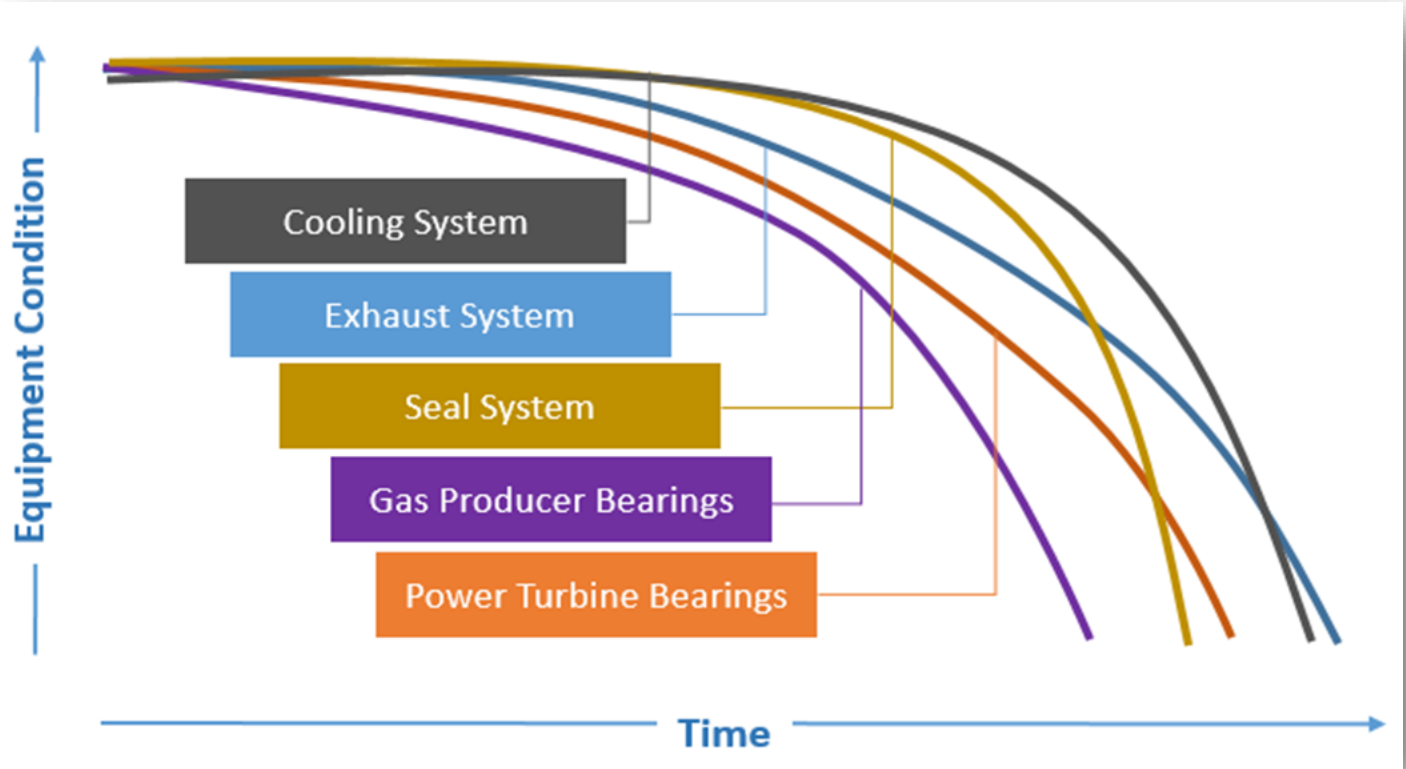 Equipment Condition
Cooling System
Exhaust System
Seal System
Gas Producer Bearings
Power Turbine Bearings
Time